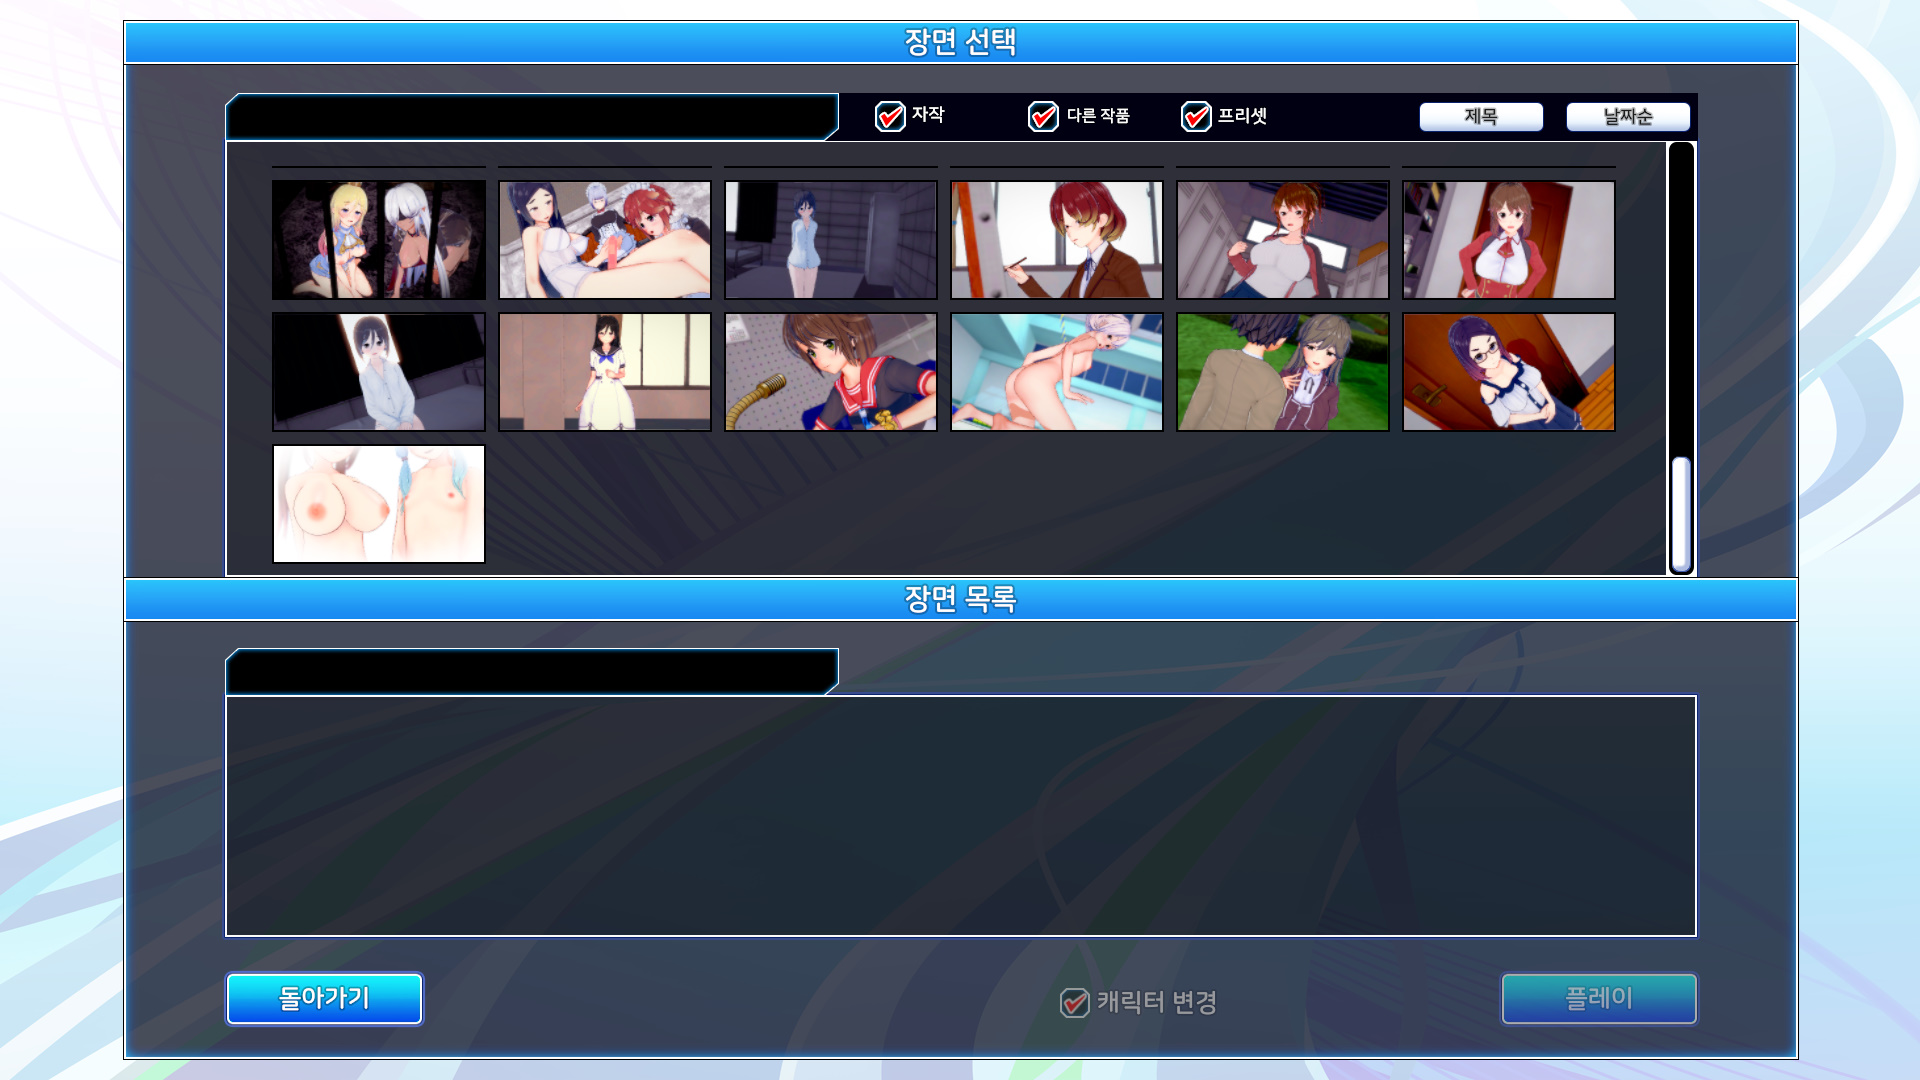 장면 선택
자작
다른 작품
프리셋
제목
날짜순
장면 목록
돌아가기
캐릭터 변경
플레이